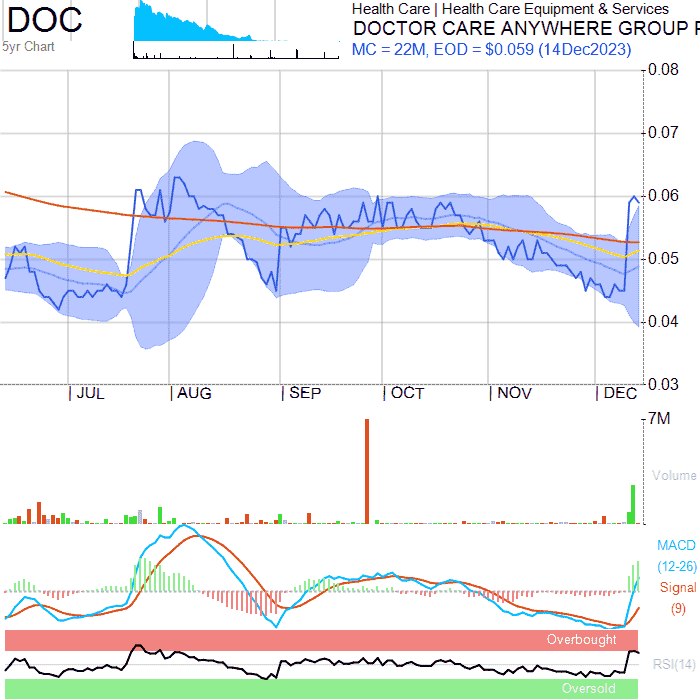 DOC
5yr Chart
Health Care | Health Care Equipment & Services
DOCTOR CARE ANYWHERE GROUP
MC = 22M, EOD = $0.059 (14Dec2023)
0.08
0.07
0.06
0.05
0.04
0.03
| JUL | AUG | SEP | OCT | NOV | DEC
7M
Volume
MACD
(12-26)
Signal
(9)
Overbought
RSI(14)
Oversold